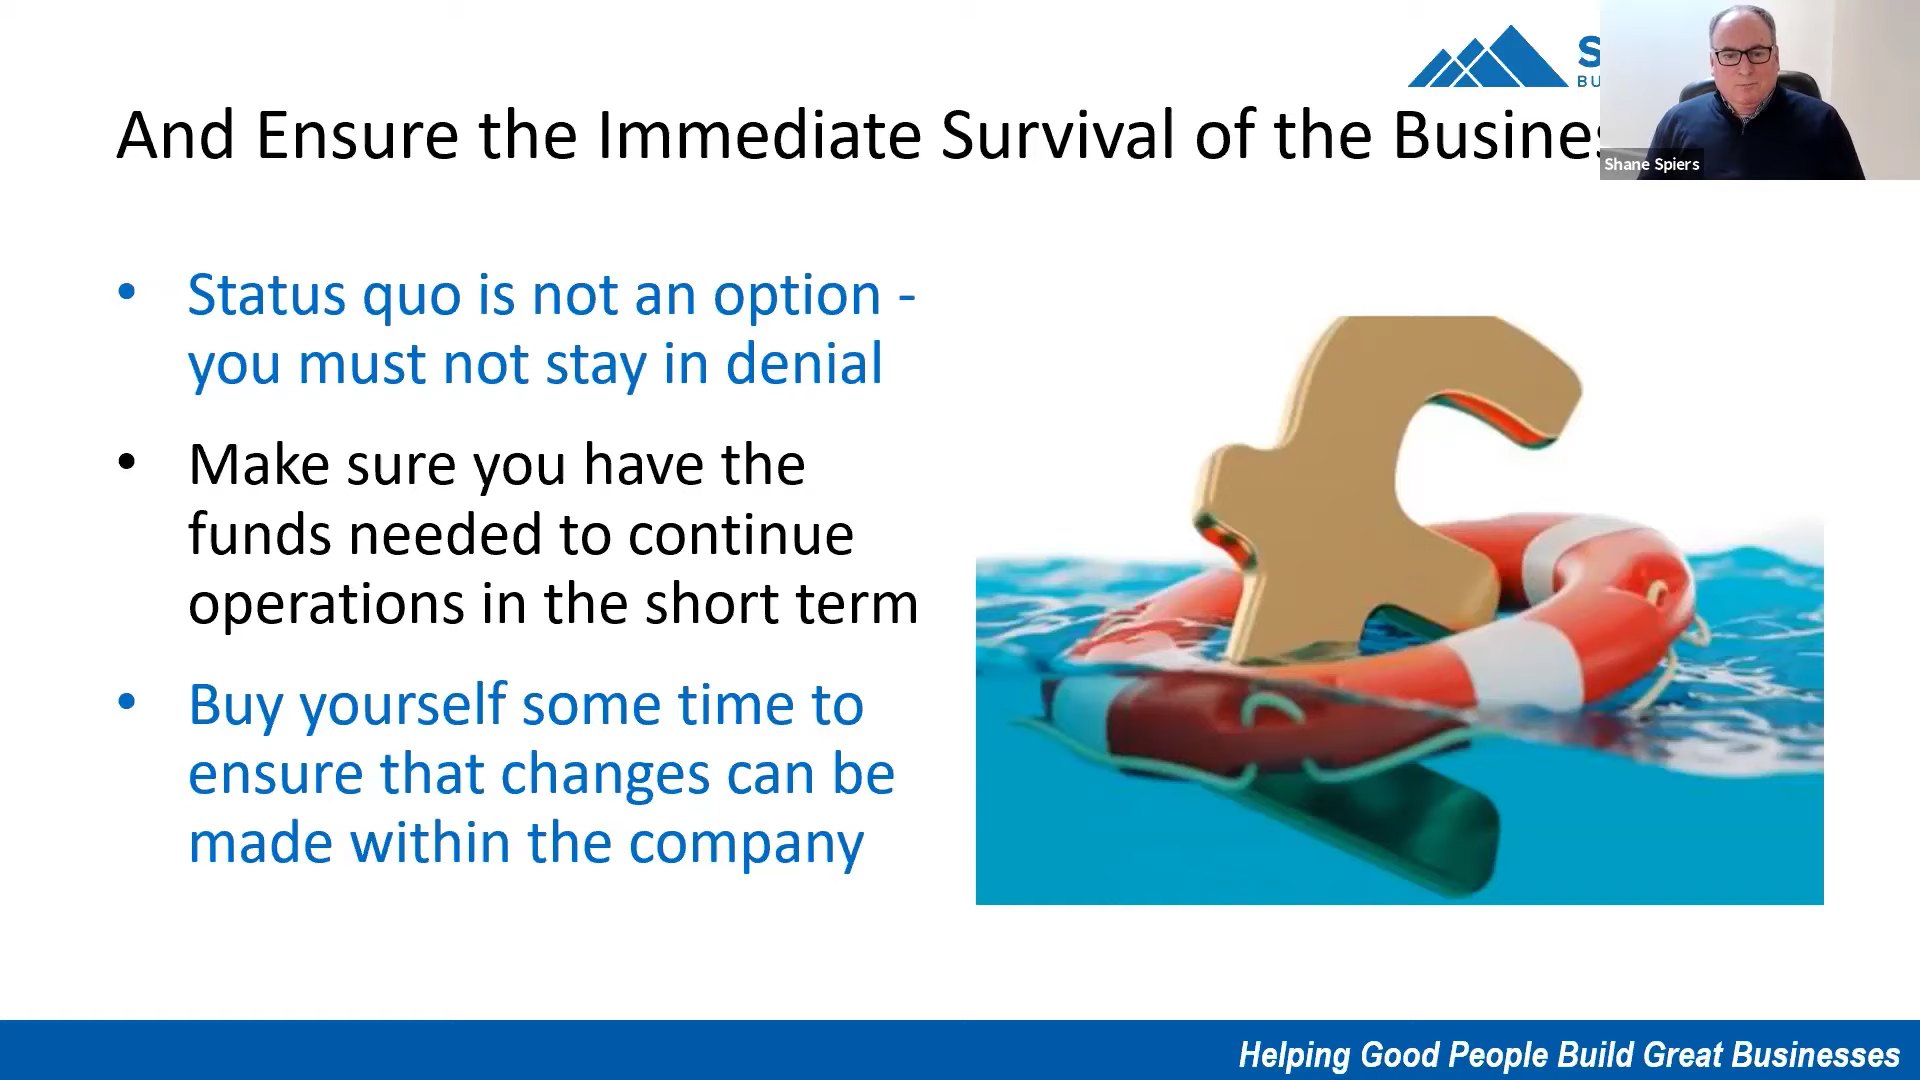 And Ensure the Immediate Survival of the
Shane Spiers
• Status quo is not an option -
you must not stay in denial
• Make sure you have the
funds needed to continue
operations in the short term
• Buy yourself some time to
ensure that changes can be
made within the company
Helping Good People Build Great Businesses